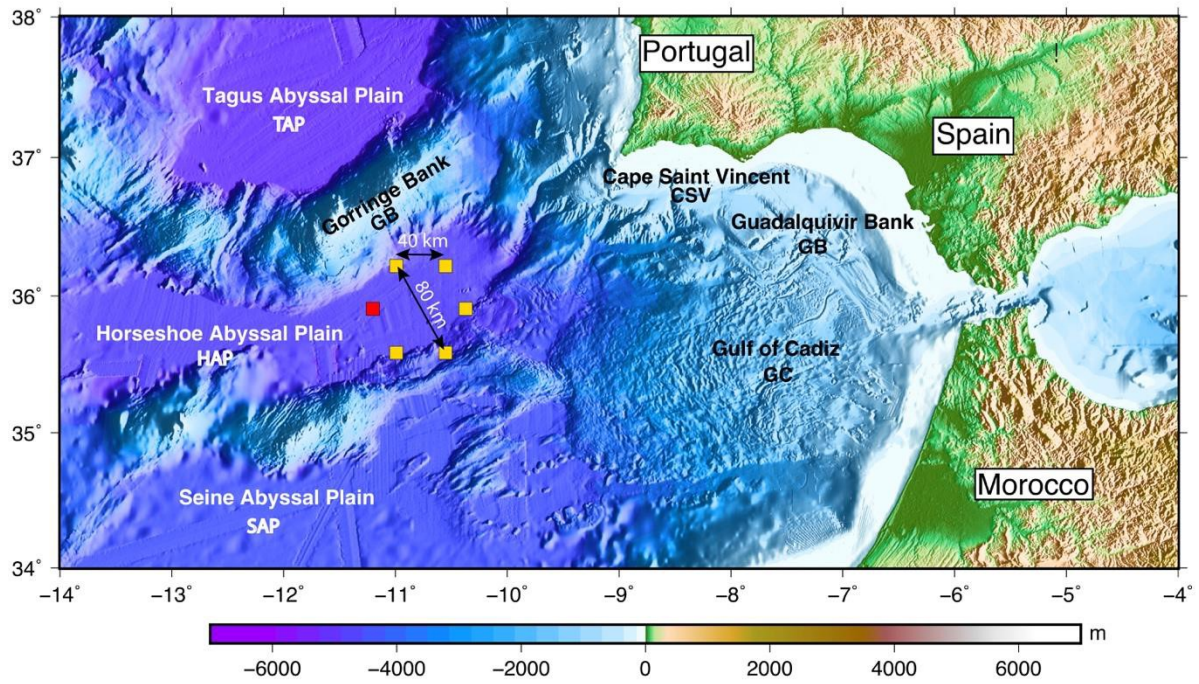 38°
37°
36°
35°
34°
Portugal
Spain
Morocco
Tagus Abyssal Plain
TAP
Gorringe Bank
GB
Cape Saint Vincent
CSV
Guadalquivir Bank
GB
40 km
80 km
Horseshoe Abyssal Plain
HAP
Gulf of Cadiz
GC
Seine Abyssal Plain
SAP
−14° −13° −12° −11° −10° −9° −8° −7° −6° −5° −4°
m
−6000 −4000 −2000 0 2000 4000 6000